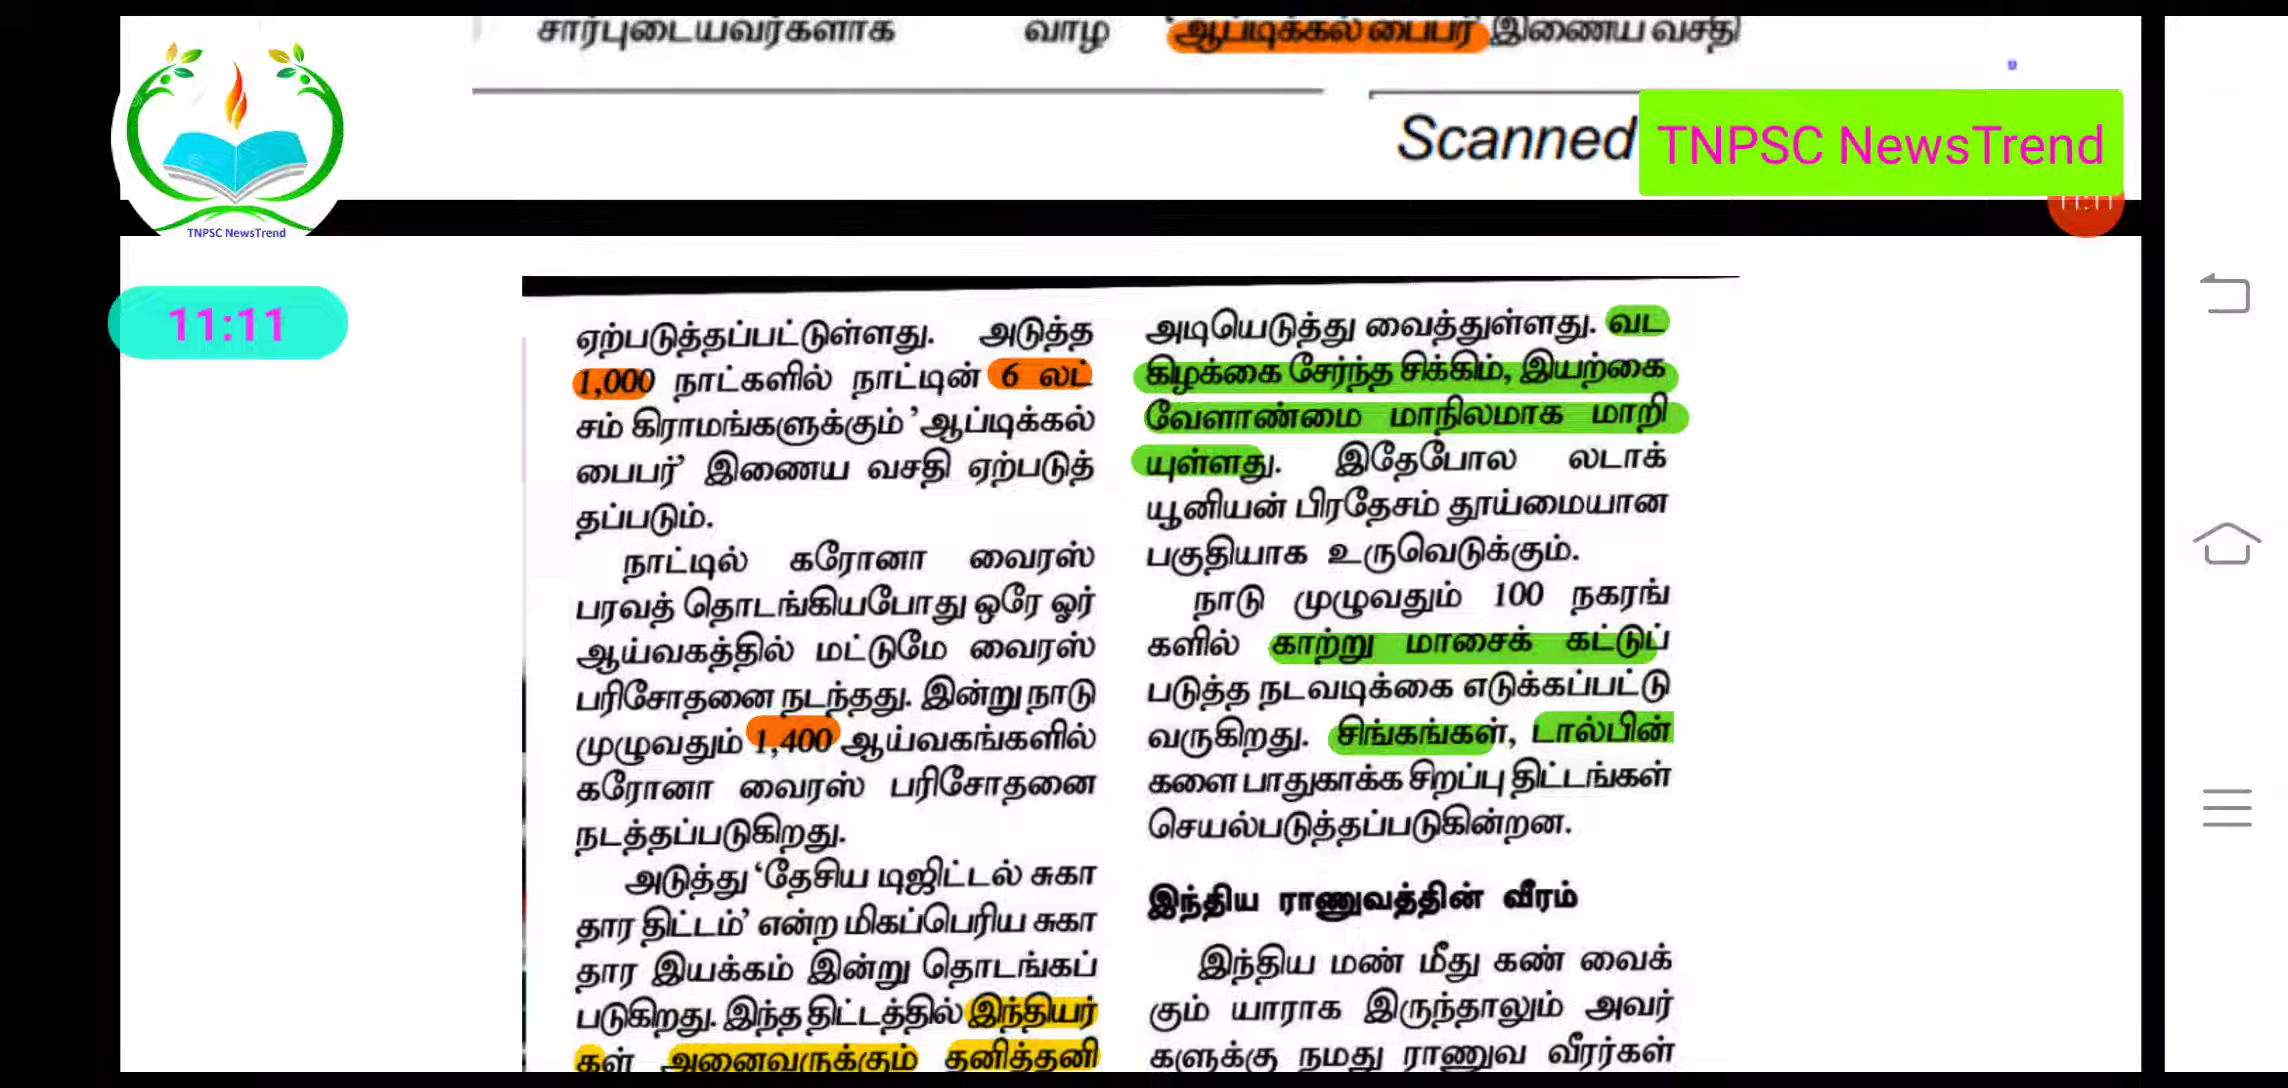 சார்புடையவர்களாக வாழ
'ஆப்டிக்கல் பைபர்' இணைய வசதி
Scanned
TNPSC NewsTrend
TNPSC NewsTrend
11:11
ஏற்படுத்தப்பட்டுள்ளது. அடுத்த
1,000 நாட்களில் நாட்டின் 6 லட்
சம் கிராமங்களுக்கும் 'ஆப்டிக்கல்
பைபர்' இணைய வசதி ஏற்படுத்
தப்படும்.
நாட்டில் கரோனா வைரஸ்
பரவத் தொடங்கியபோது ஒரே ஓர்
ஆய்வகத்தில் மட்டுமே வைரஸ்
பரிசோதனை நடந்தது. இன்று நாடு
முழுவதும் 1,400 ஆய்வகங்களில்
கரோனா வைரஸ் பரிசோதனை
நடத்தப்படுகிறது.
அடுத்து 'தேசிய டிஜிட்டல் சுகா
தார திட்டம்' என்ற மிகப்பெரிய சுகா
தார இயக்கம் இன்று தொடங்கப்
படுகிறது. இந்த திட்டத்தில் இந்தியர்
கள் அனைவருக்கும் தனித்தனி
அடியெடுத்து வைத்துள்ளது. வட
கிழக்கை சேர்ந்த சிக்கிம், இயற்கை
வேளாண்மை மாநிலமாக மாறி
யுள்ளது. இதேபோல லடாக்
யூனியன் பிரதேசம் தூய்மையான
பகுதியாக உருவெடுக்கும்.
நாடு முழுவதும் 100 நகரங்
களில் காற்று மாசைக் கட்டுப்
படுத்த நடவடிக்கை எடுக்கப்பட்டு
வருகிறது. சிங்கங்கள், டால்பின்
களை பாதுகாக்க சிறப்பு திட்டங்கள்
செயல்படுத்தப்படுகின்றன.
இந்திய ராணுவத்தின் வீரம்
இந்திய மண் மீது கண் வைக்
கும் யாராக இருந்தாலும் அவர்
களுக்கு நமது ராணுவ வீரர்கள்